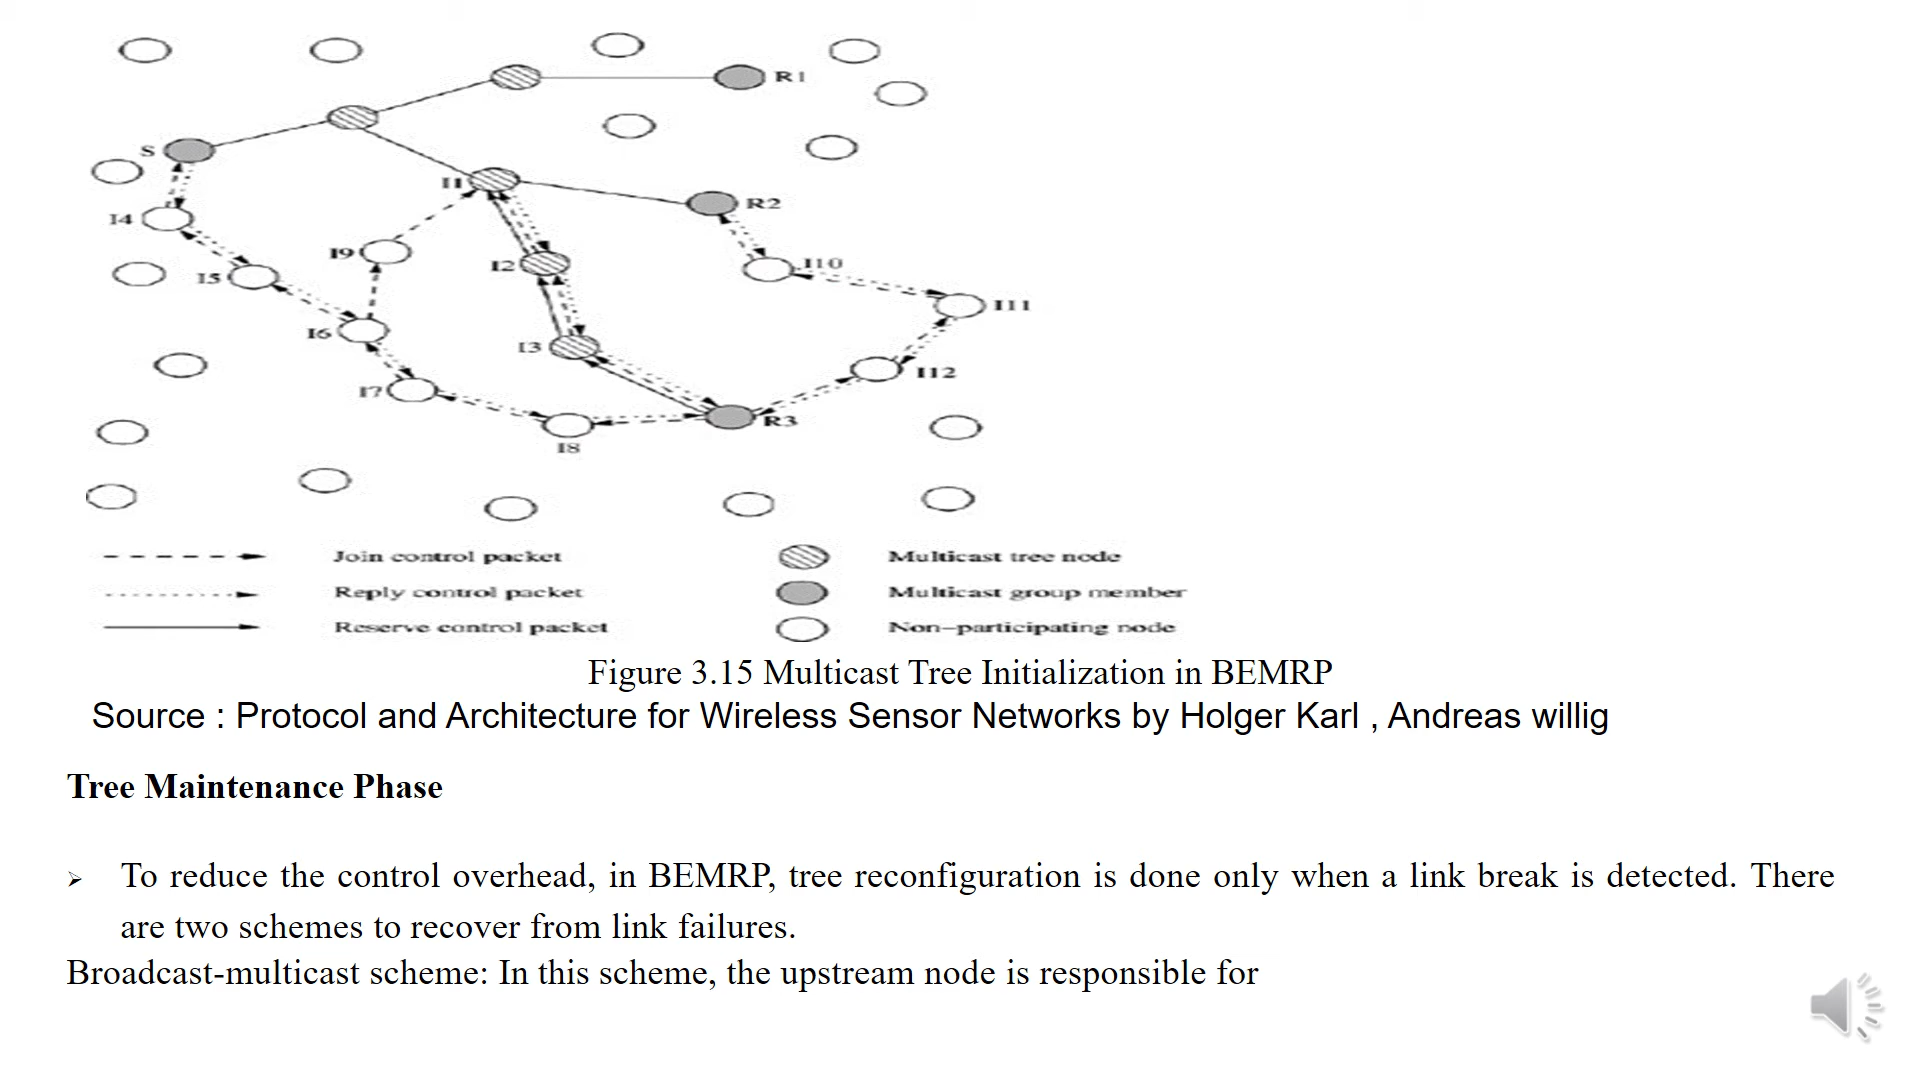 R1
S
I1
R2
I4
I9
I2
I10
I5
I11
I6
I3
I7
I12
R3
I8
Join control packet
Multicast tree node
Reply control packet
Multicast group member
Reserve control packet
Non-participating node
Figure 3.15 Multicast Tree Initialization in BEMRP
Source : Protocol and Architecture for Wireless Sensor Networks by Holger Karl , Andreas willig
Tree Maintenance Phase
To reduce the control overhead, in BEMRP, tree reconfiguration is done only when a link break is detected. There
are two schemes to recover from link failures.
Broadcast-multicast scheme: In this scheme, the upstream node is responsible for